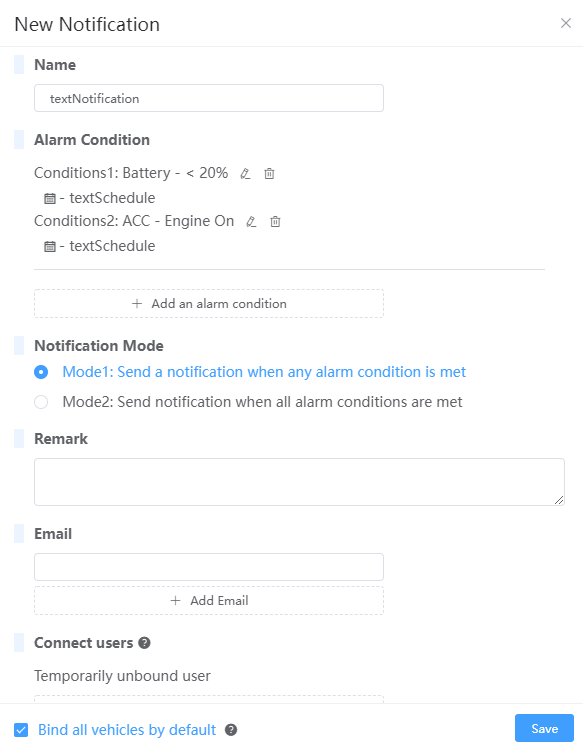 New Notification
Name
textNotification
Alarm Condition
Conditions1: Battery - < 20%
- textSchedule
Conditions2: ACC - Engine On
- textSchedule
Add an alarm condition
Notification Mode
Mode1: Send a notification when any alarm condition is met
Mode2: Send notification when all alarm conditions are met
Remark
Email
Add Email
Connect users
Temporarily unbound user
Bind all vehicles by default
Save